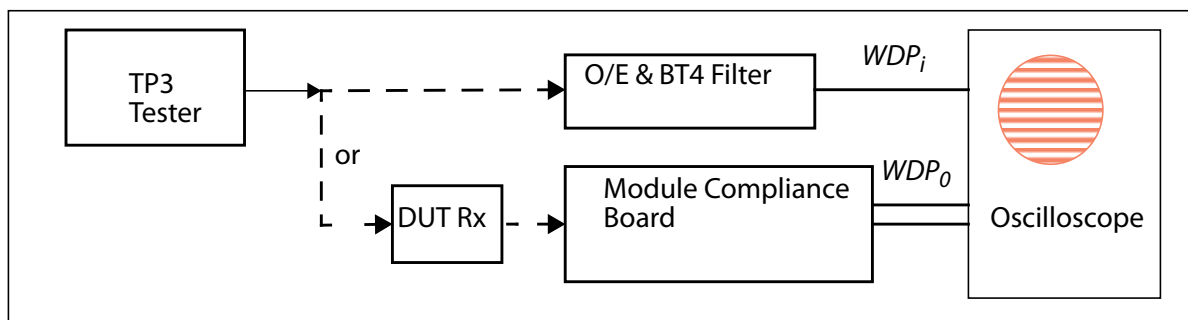 TP3
Tester
O/E & BT4 Filter
WDPi
or
DUT Rx
Module Compliance
Board
WDP0
Oscilloscope